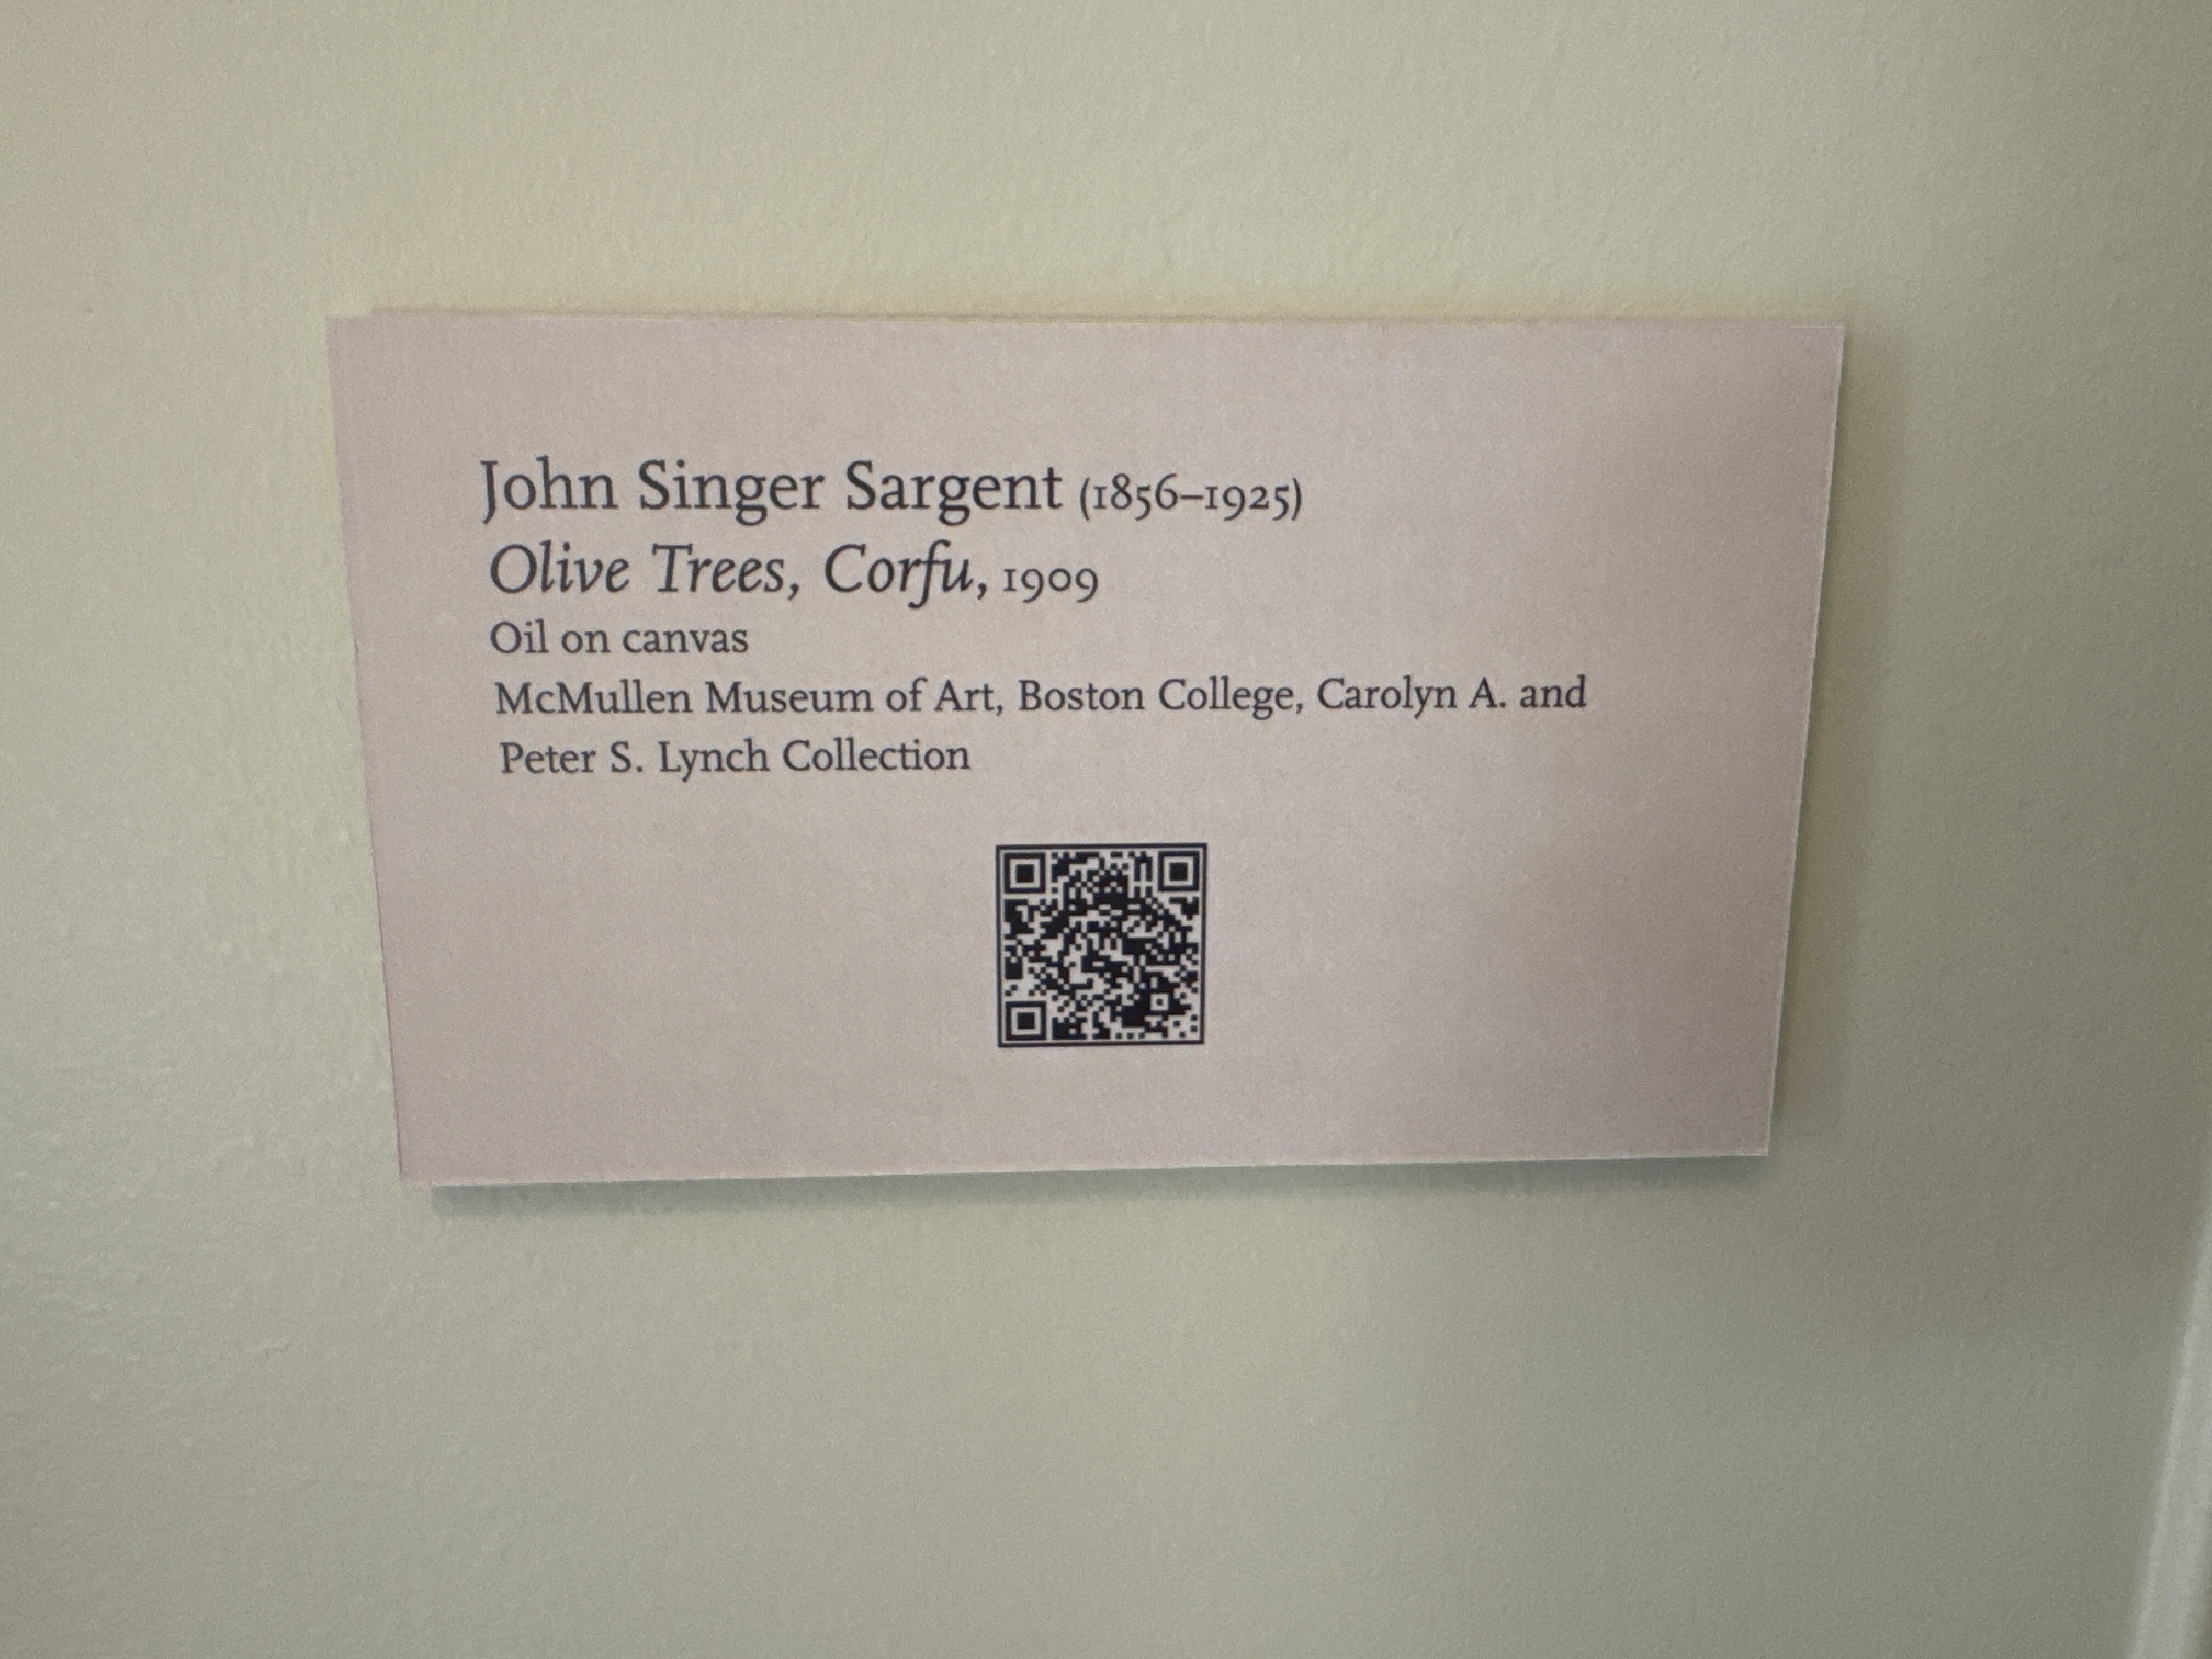 John Singer Sargent (1856–1925)
Olive Trees, Corfu, 1909
Oil on canvas
McMullen Museum of Art, Boston College, Carolyn A. and
Peter S. Lynch Collection